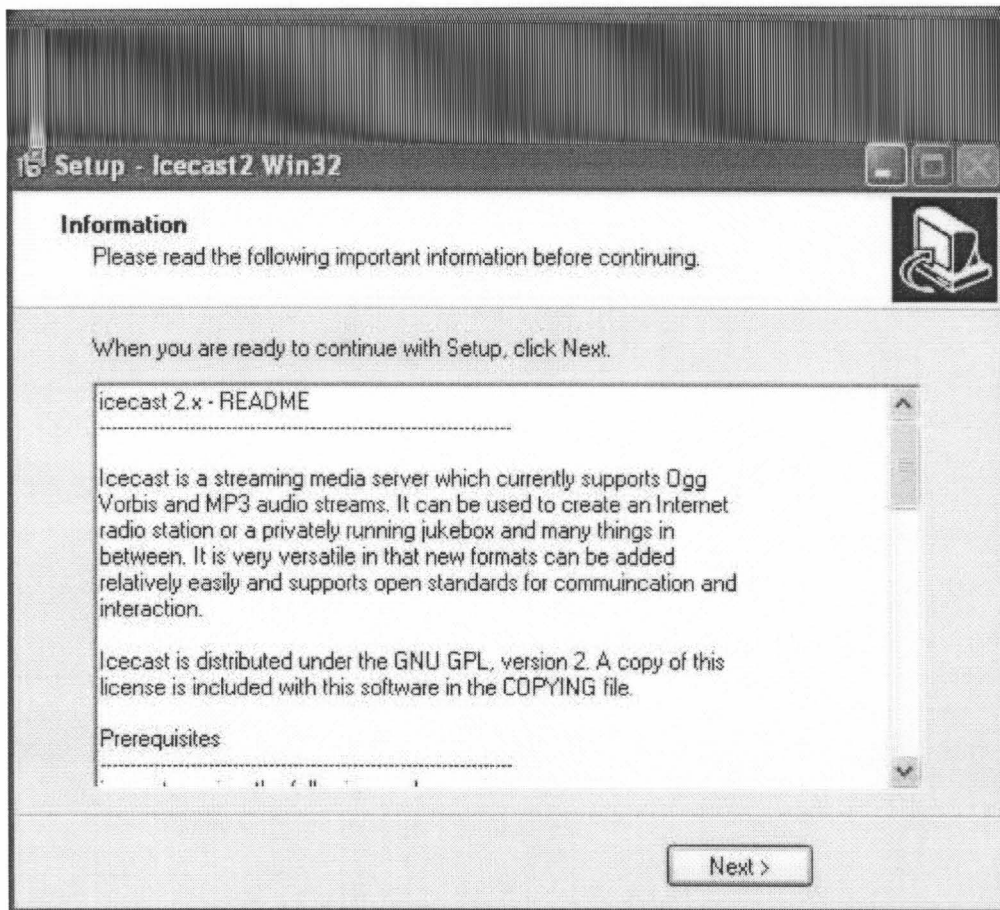 Setup - Icecast2 Win32
Information
Please read the following important information before continuing.
When you are ready to continue with Setup, click Next.
icecast 2.x - README
----------------------------------------------------------------------
Icecast is a streaming media server which currently supports Ogg
Vorbis and MP3 audio streams. It can be used to create an Internet
radio station or a privately running jukebox and many things in
between. It is very versatile in that new formats can be added
relatively easily and supports open standards for commuincation and
interaction.
Icecast is distributed under the GNU GPL, version 2. A copy of this
license is included with this software in the COPYING file.
Prerequisites
----------------------------------------------------------------------
Next >